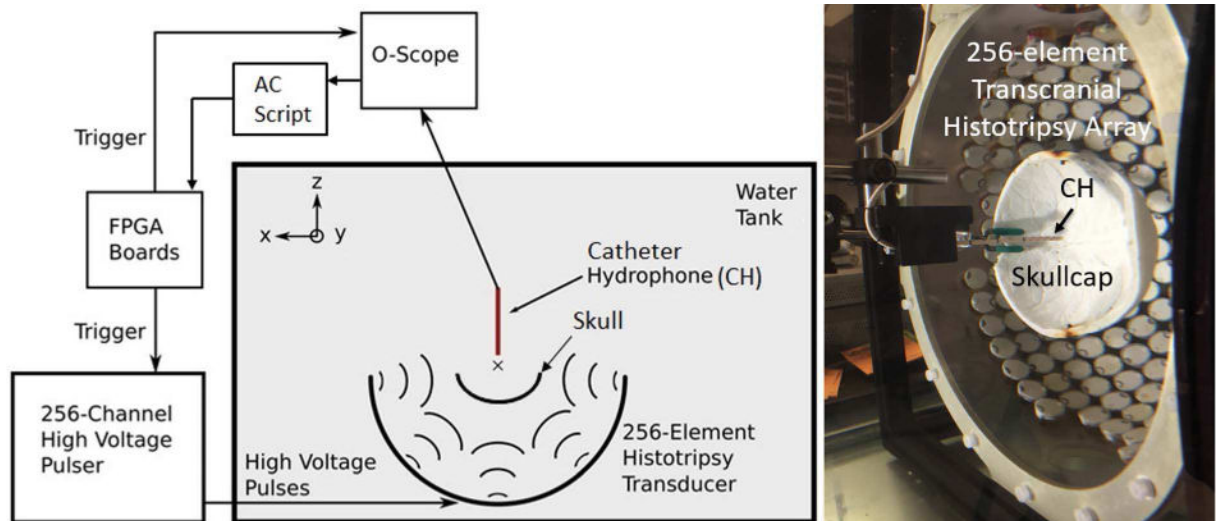 O-Scope
AC
Script
Trigger
FPGA
Boards
Trigger
256-Channel
High Voltage
Pulser
High Voltage
Pulses
z
x
y
Water
Tank
Catheter
Hydrophone (CH)
Skull
×
256-Element
Histotripsy
Transducer
256-element
Transcranial
Histotripsy Array
CH
Skullcap